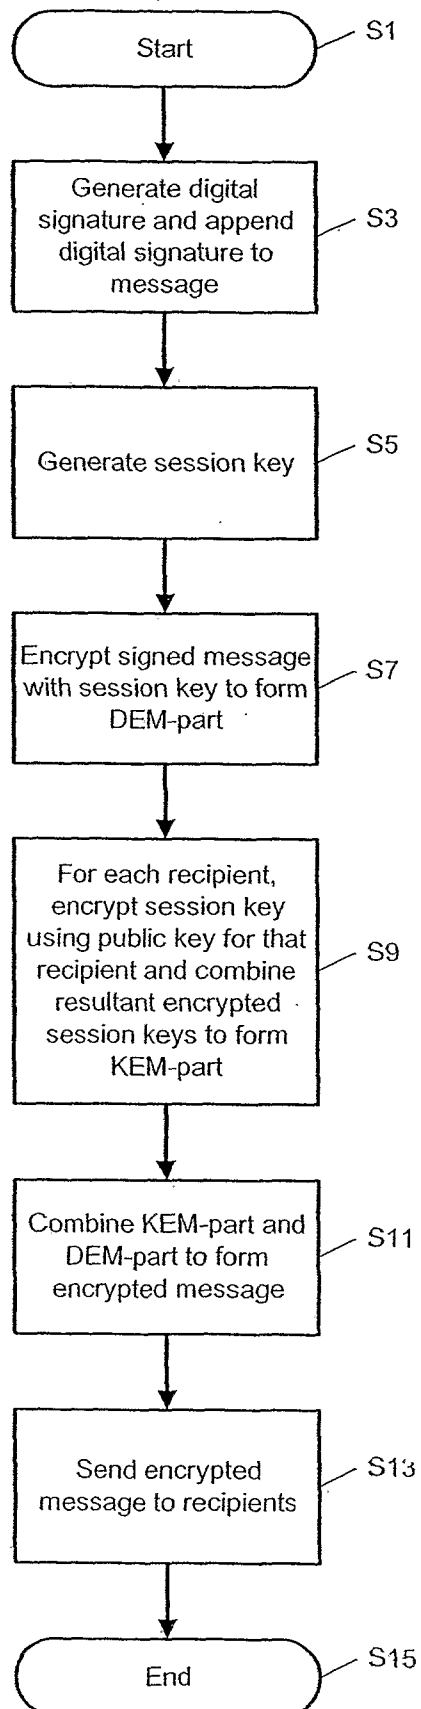 Start
S1
Generate digital
signature and append
digital signature to
message
S3
Generate session key
S5
Encrypt signed message
with session key to form
DEM-part
S7
For each recipient,
encrypt session key
using public key for that
recipient and combine
resultant encrypted
session keys to form
KEM-part
S9
Combine KEM-part and
DEM-part to form
encrypted message
S11
Send encrypted
message to recipients
S13
End
S15